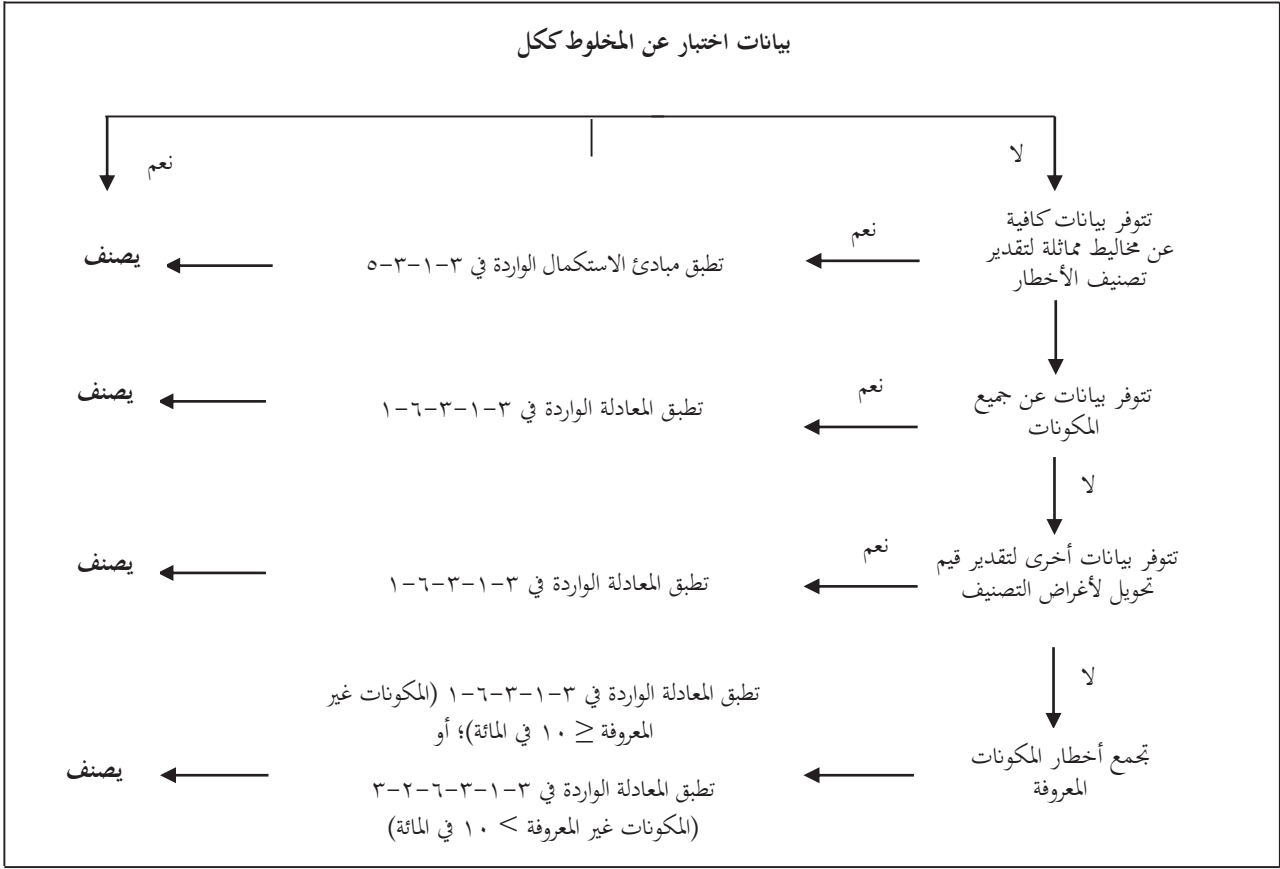 بيانات اختبار عن المخلوط ككل
لا
نعم
تتوفر بيانات كافية
عن مخاليط مماثلة لتقدير
تصنيف الأخطار
نعم
تطبق مبادئ الاستكمال الواردة في ٣-١-٣-٥
يصنف
تتوفر بيانات عن جميع
المكونات
نعم
تطبق المعادلة الواردة في ٣-١-٣-٦-١
يصنف
لا
تتوفر بيانات أخرى لتقدير قيم
تحويل لأغراض التصنيف
نعم
تطبق المعادلة الواردة في ٣-١-٣-٦-١
يصنف
لا
تجمع أخطار المكونات
المعروفة
تطبق المعادلة الواردة في ٣-١-٣-٦-١ (المكونات غير
المعروفة ≥ ١٠ في المائة)؛ أو
تطبق المعادلة الواردة في ٣-١-٣-٦-٢-٣
(المكونات غير المعروفة < ١٠ في المائة)
يصنف